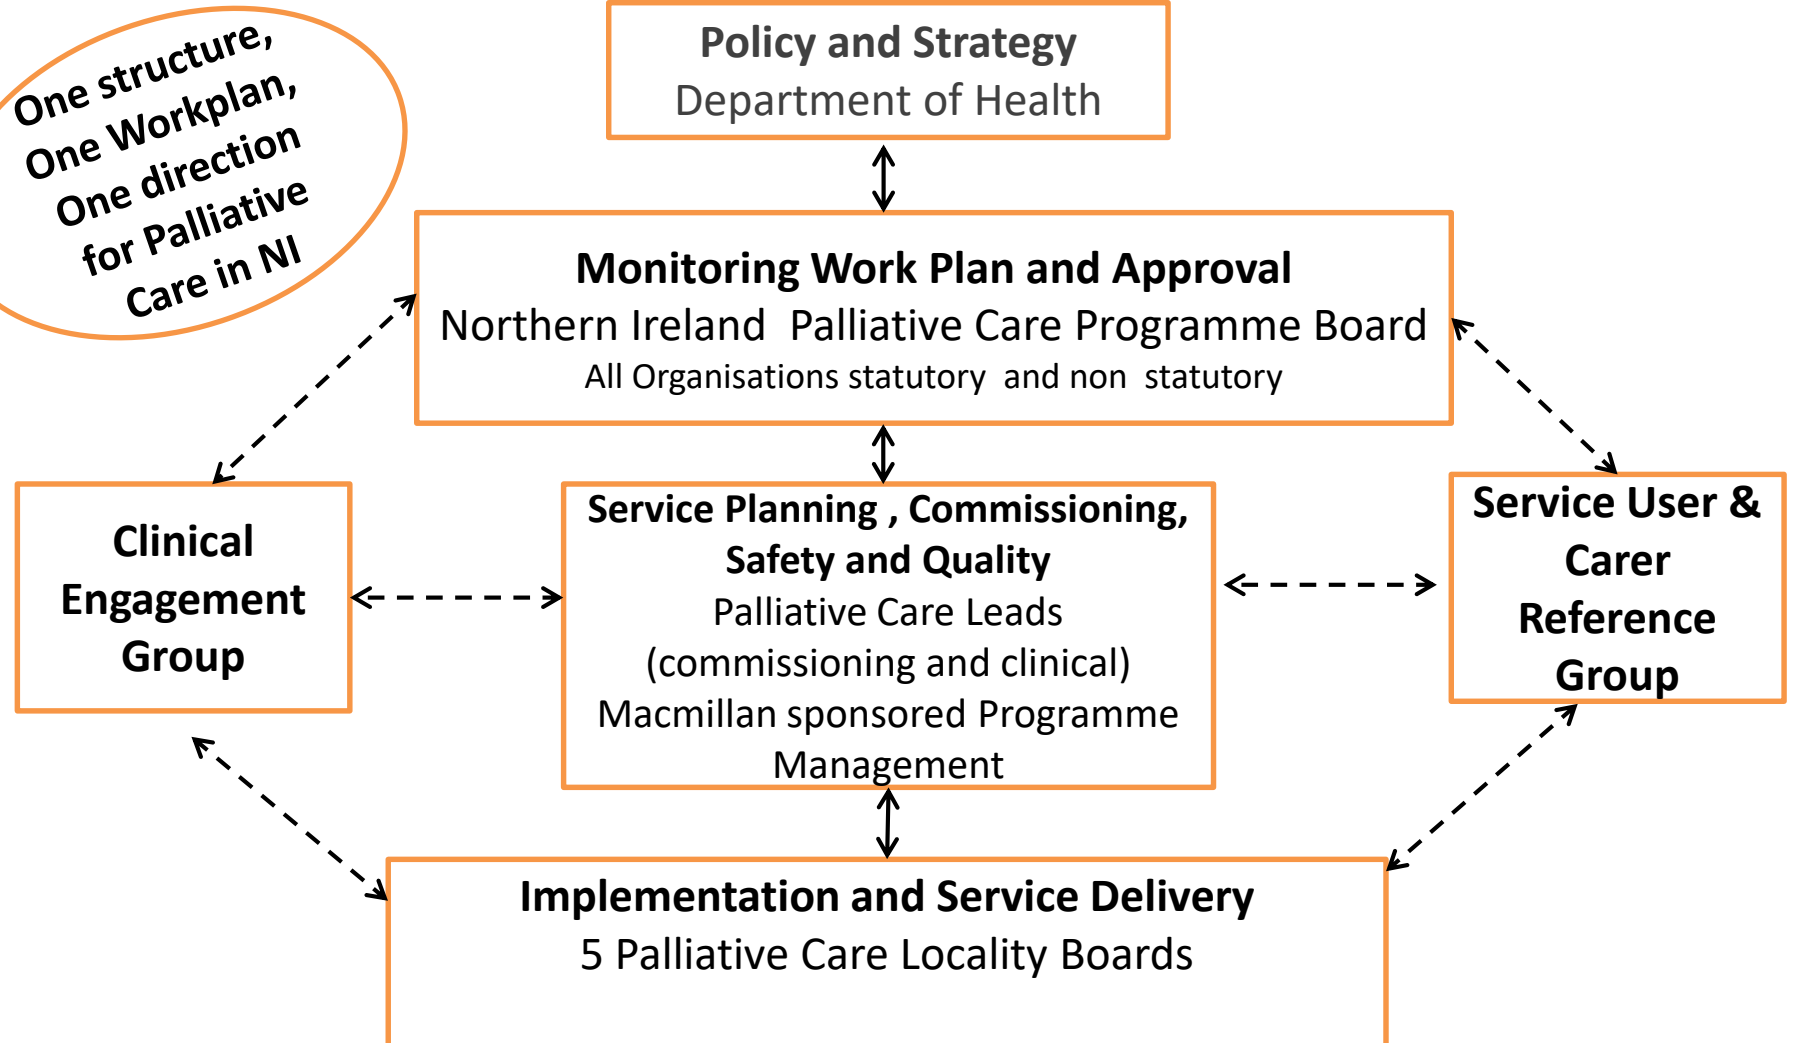 One structure,
One Workplan,
One direction
for Palliative
Care in NI
Policy and Strategy
Department of Health
Monitoring Work Plan and Approval
Northern Ireland  Palliative Care Programme Board
All Organisations statutory  and non  statutory
Clinical
Engagement
Group
Service Planning , Commissioning,
Safety and Quality
Palliative Care Leads
(commissioning and clinical)
Macmillan sponsored Programme
Management
Service User &
Carer
Reference
Group
Implementation and Service Delivery
5 Palliative Care Locality Boards